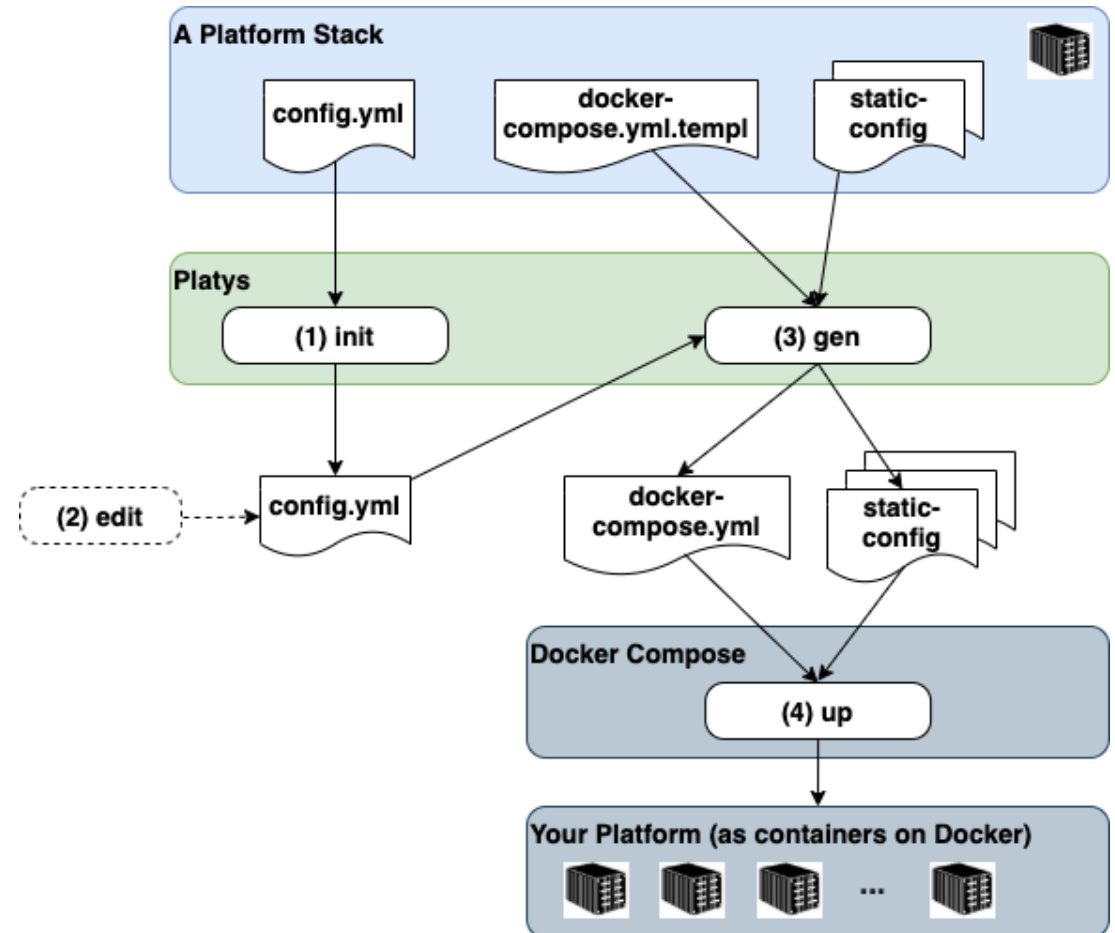 A Platform Stack
config.yml
docker-
compose.yml.templ
static-
config
Platys
(1) init
(3) gen
(2) edit
config.yml
docker-
compose.yml
static-
config
Docker Compose
(4) up
Your Platform (as containers on Docker)
...